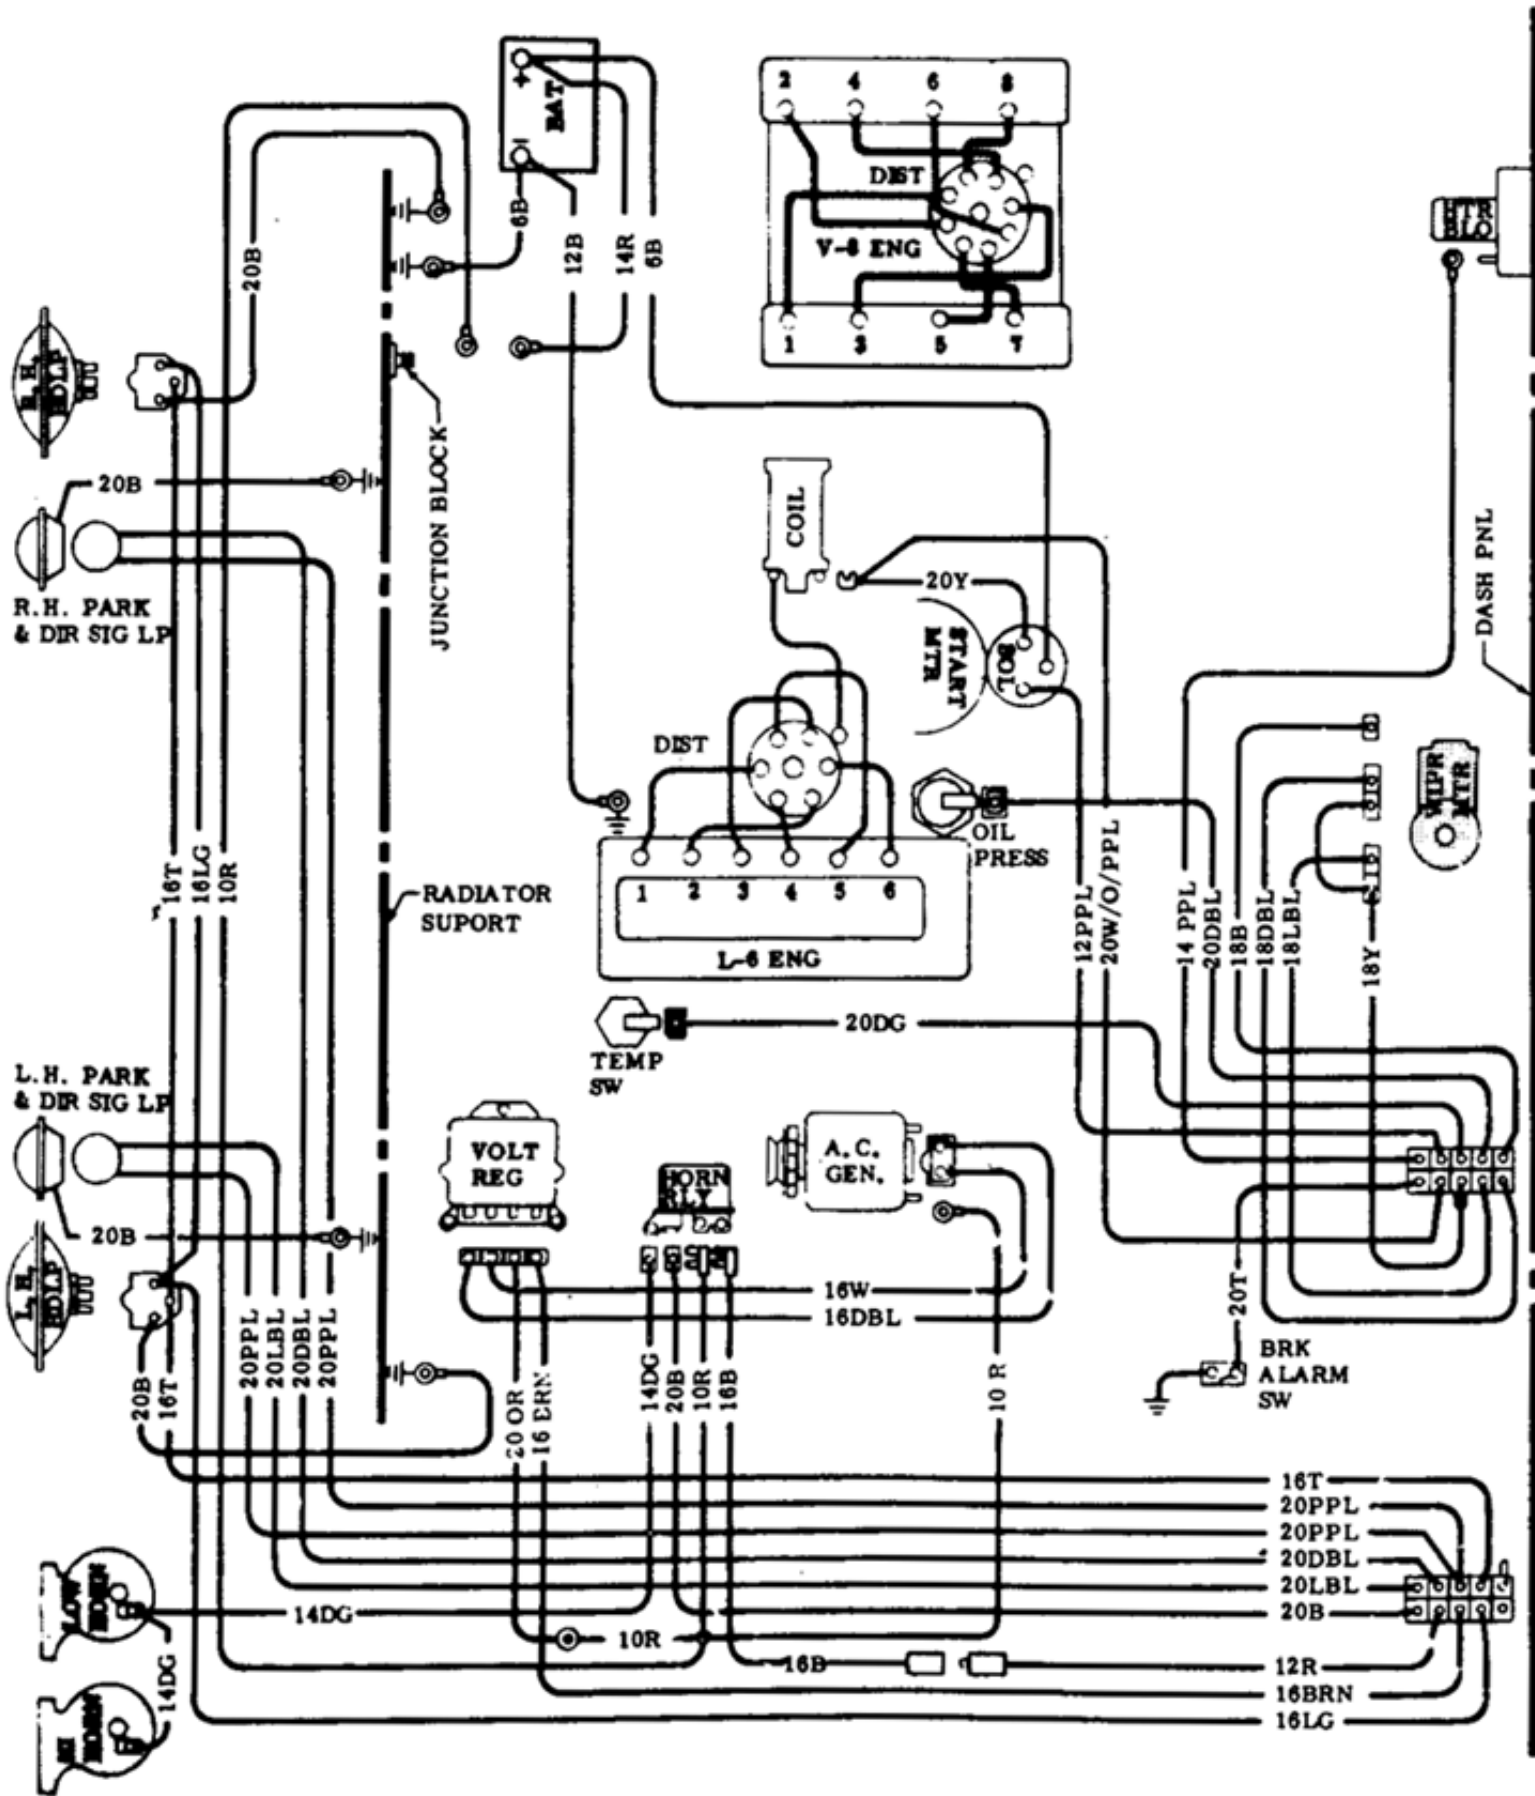 BAT
+
-
2 4 6 8
DIST
V-8 ENG
1 3 5 7
HTR
BLO
20B
6B
12B
14R
6B
R.H.
HDLP
JUNCTION BLOCK
20B
R.H. PARK
& DIR SIG LP
COIL
20Y
START
MTR
SOL
DASH PNL
DIST
OIL
PRESS
WIPR
MTR
1 2 3 4 5 6
L-6 ENG
16T
16LG
10R
RADIATOR
SUPORT
12PPL
20W/O/PPL
14 PPL
20DBL
18B
18DBL
18LBL
18Y
TEMP
SW
20DG
L.H. PARK
& DIR SIG LP
VOLT
REG
HORN
RLY
A.C.
GEN.
20B
L.H.
HDLP
16W
16DBL
20T
BRK
ALARM
SW
20B
16T
20PPL
20LBL
20DBL
20PPL
20 OR
16 BRN
14DG
20B
10R
16B
10 R
16T
20PPL
20PPL
20DBL
20LBL
20B
LOW
HORN
14DG
10R
14DG
16B
12R
16BRN
16LG
HI
HORN